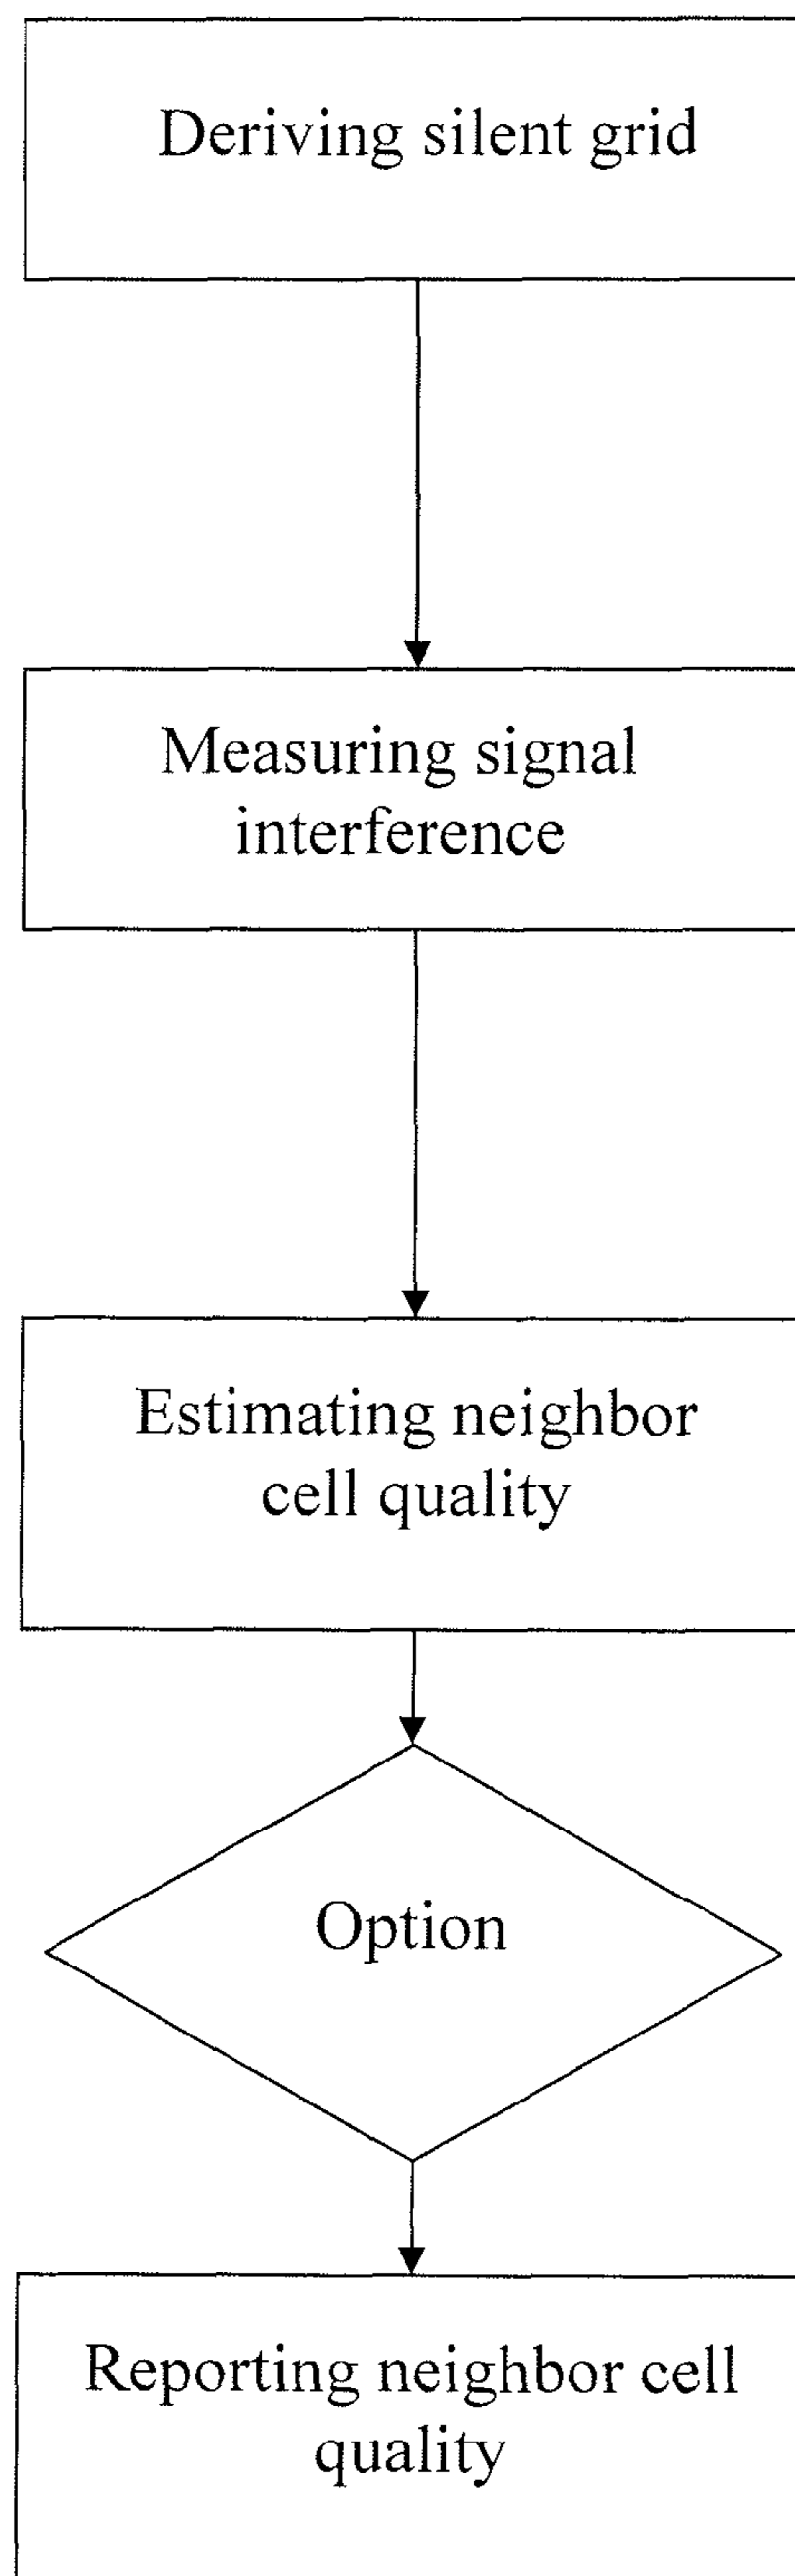 Deriving silent grid
Measuring signal
interference
Estimating neighbor
cell quality
Option
Reporting neighbor cell
quality